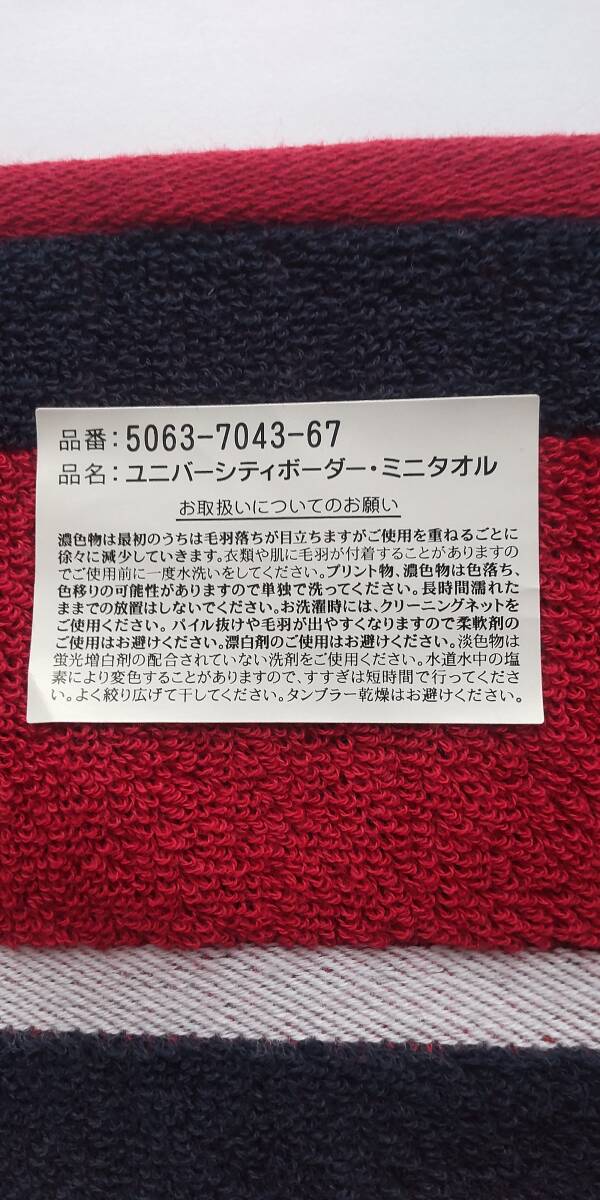 品番：5063-7043-67
品名：ユニバーシティボーダー・ミニタオル
お取扱いについてのお願い
濃色物は最初のうちは毛羽落ちが目立ちますがご使用を重ねるごとに
徐々に減少していきます。衣類や肌に毛羽が付着することがありますの
でご使用前に一度水洗いをしてください。プリント物、濃色物は色落ち、
色移りの可能性がありますので単独で洗ってください。長時間濡れた
ままでの放置はしないでください。お洗濯時には、クリーニングネットを
ご使用ください。パイル抜けや毛羽が出やすくなりますので柔軟剤の
ご使用はお避けください。漂白剤のご使用はお避けください。淡色物は
蛍光増白剤の配合されていない洗剤をご使用ください。水道水中の塩
素により変色することがありますので、すすぎは短時間で行ってくださ
い。よく絞り広げて干してください。タンブラー乾燥はお避けください。